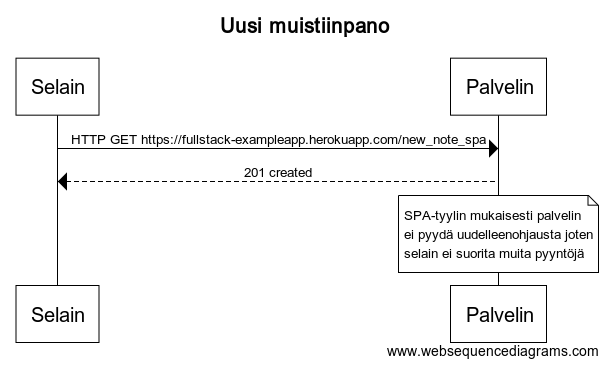 Uusi muistiinpano
Selain
Palvelin
HTTP GET https://fullstack-exampleapp.herokuapp.com/new_note_spa
201 created
SPA-tyylin mukaisesti palvelin
ei pyydä uudelleenohjausta joten
selain ei suorita muita pyyntöjä
Selain
Palvelin
www.websequencediagrams.com